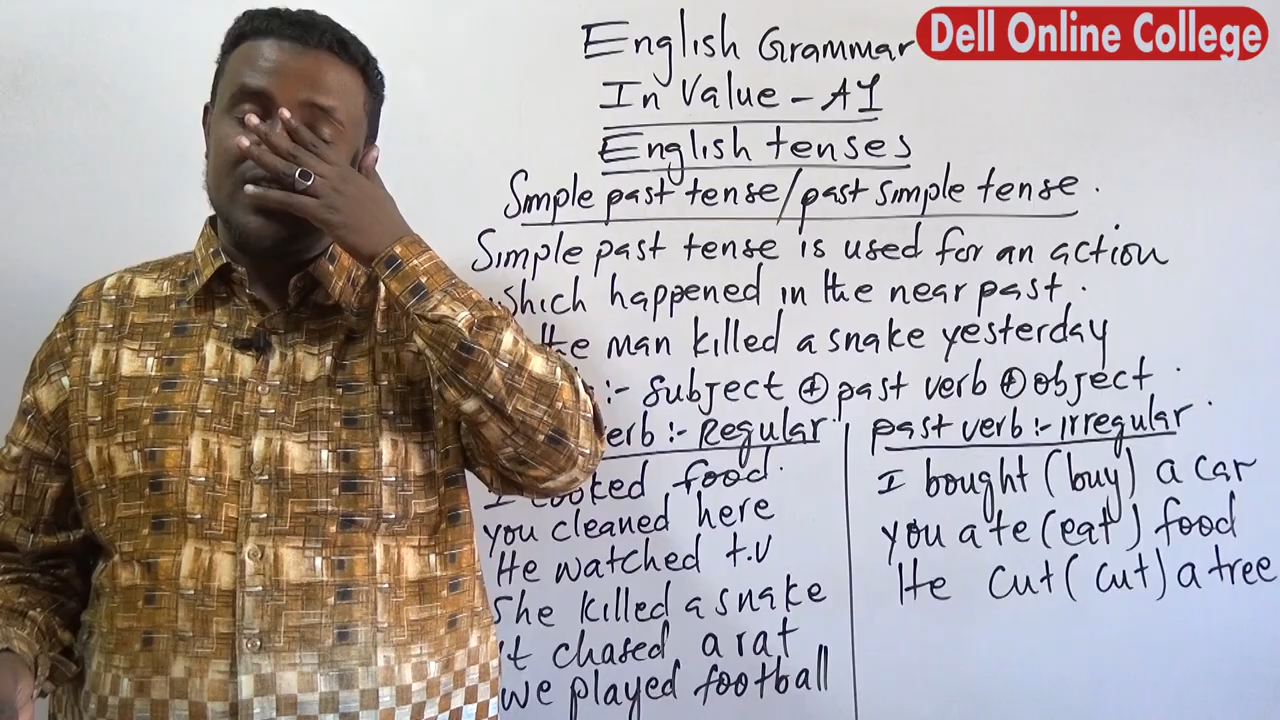 Dell Online College
English Grammar
In Value - A1
English tenses
Simple past tense/past simple tense.
Simple past tense is used for an action
which happened in the near past.
the man killed a snake yesterday
:- subject ⊕ past verb ⊕ object.
verb :- Regular
I cooked food.
you cleaned here
He watched t.v
She killed a snake
It chased a rat
we played football
past verb :- irregular.
I bought (buy) a car
you ate (eat) food
He cut (cut) a tree